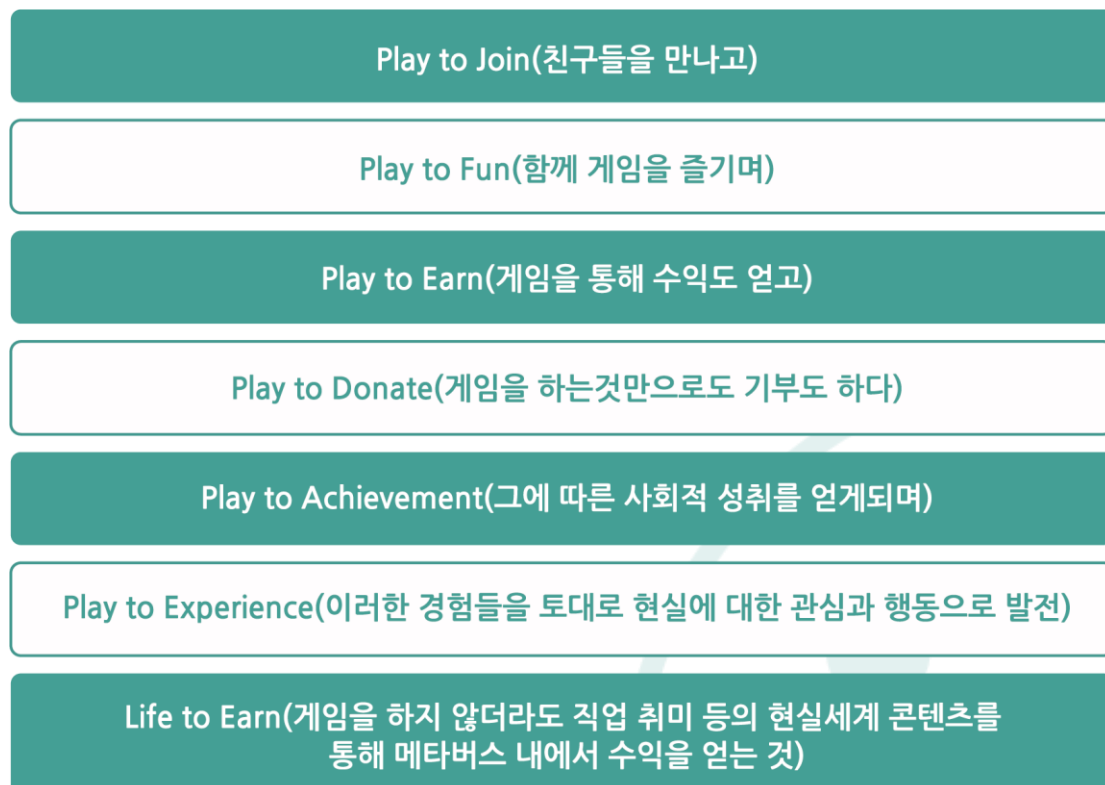 Play to Join(친구들을 만나고)
Play to Fun(함께 게임을 즐기며)
Play to Earn(게임을 통해 수익도 얻고)
Play to Donate(게임을 하는것만으로도 기부도 하다)
Play to Achievement(그에 따른 사회적 성취를 얻게되며)
Play to Experience(이러한 경험들을 토대로 현실에 대한 관심과 행동으로 발전)
Life to Earn(게임을 하지 않더라도 직업 취미 등의 현실세계 콘텐츠를
통해 메타버스 내에서 수익을 얻는 것)